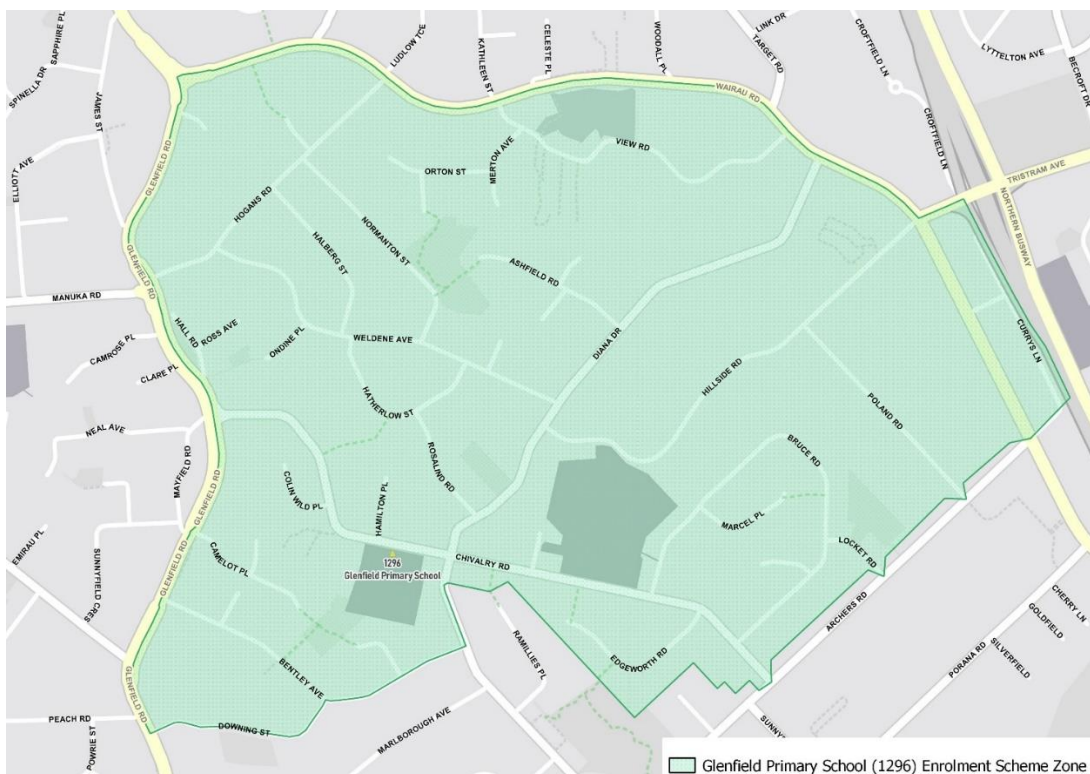 SAPPHIRE PL
SPINELLA DR
JAMES ST
ELLIOTT AVE
GLENFIELD RD
GLENFIELD RD
MANUKA RD
CAMROSE PL
CLARE PL
NEAL AVE
MAYFIELD RD
EMIRAU PL
SUNNYFIELD CRES
GLENFIELD RD
GLENFIELD RD
GLENFIELD RD
PEACH RD
POWRIE ST
LUDLOW TCE
KATHLEEN ST
CELESTE PL
WOODALL PL
TARGET RD
LINK DR
CROFTFIELD LN
LYTTELTON AVE
BECROFT DR
WAIRAU RD
CROFTFIELD LN
TRISTRAM AVE
NORTHERN BUSWAY
VIEW RD
MERTON AVE
ORTON ST
HOGANS RD
HALBERG ST
NORMANTON ST
ASHFIELD RD
DIANA DR
HALL RD
ROSS AVE
ONDINE PL
WELDENE AVE
HATHERLOW ST
HILLSIDE RD
CURRYS LN
POLAND RD
ROSALIND RD
COLIN WILD PL
HAMILTON PL
BRUCE RD
MARCEL PL
LOCKET RD
CHIVALRY RD
1296
Glenfield Primary School
CAMELOT PL
BENTLEY AVE
DOWNING ST
RAMILLIES PL
EDGEWORTH RD
MARLBOROUGH AVE
ARCHERS RD
CHERRY LN
GOLDFIELD
SILVERFIELD
PORANA RD
SUNNY
Glenfield Primary School (1296) Enrolment Scheme Zone